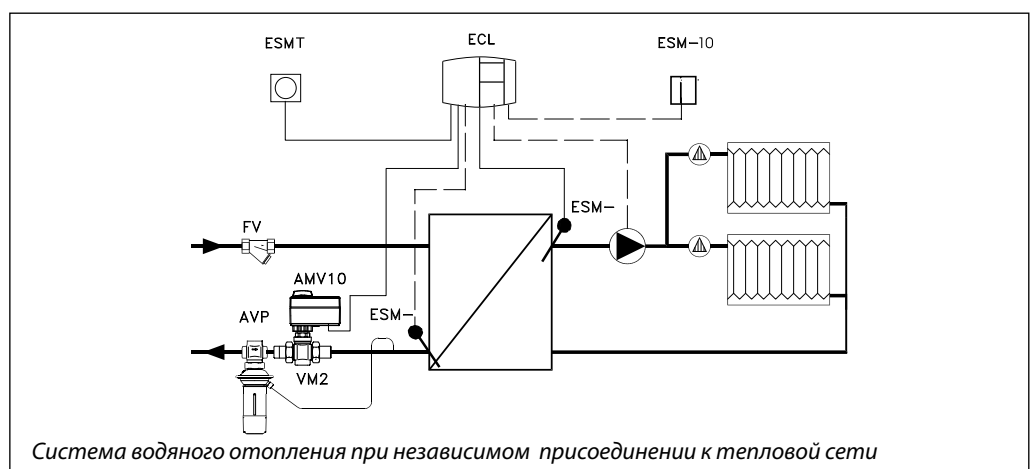 ESMT
ECL
ESM-10
ESM-
FV
AMV10
ESM-
AVP
VM2
Система водяного отопления при независимом присоединении к тепловой сети